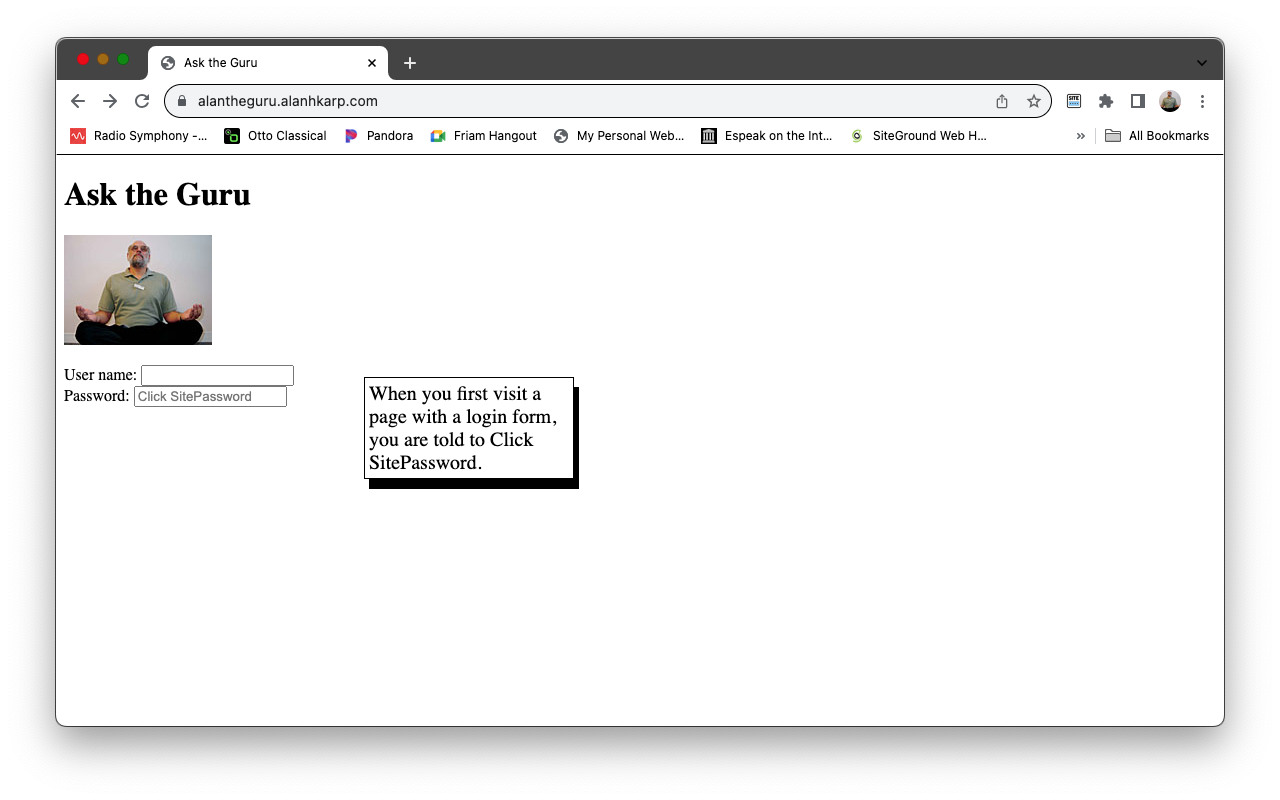 Ask the Guru
alantheguru.alanhkarp.com
SITE
Radio Symphony -... Otto Classical Pandora Friam Hangout My Personal Web... Espeak on the Int... SiteGround Web H... » All Bookmarks
Ask the Guru
User name:
Password: Click SitePassword
When you first visit a
page with a login form,
you are told to Click
SitePassword.